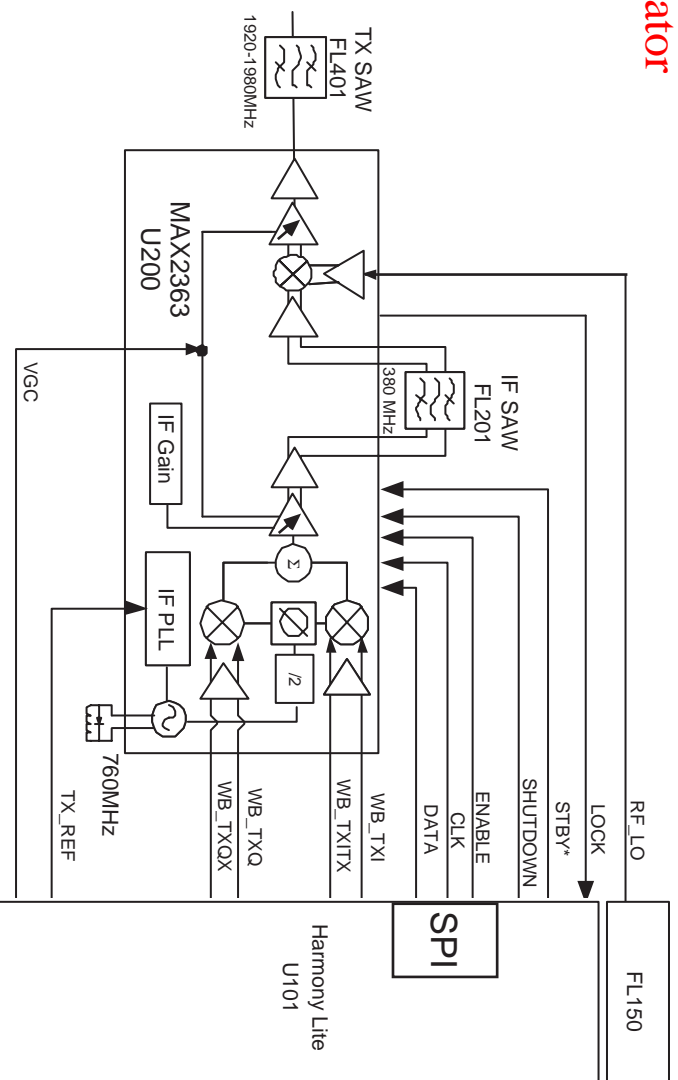 ator
TX SAW
FL401
1920-1980MHz
MAX2363
U200
VGC
IF SAW
FL201
380 MHz
IF Gain
IF PLL
Σ
/2
760MHz
TX_REF
WB_TXQX
WB_TXQ
WB_TXITX
WB_TXI
DATA
CLK
ENABLE
SHUTDOWN
STBY*
LOCK
RF_LO
SPI
Harmony Lite
U101
FL150